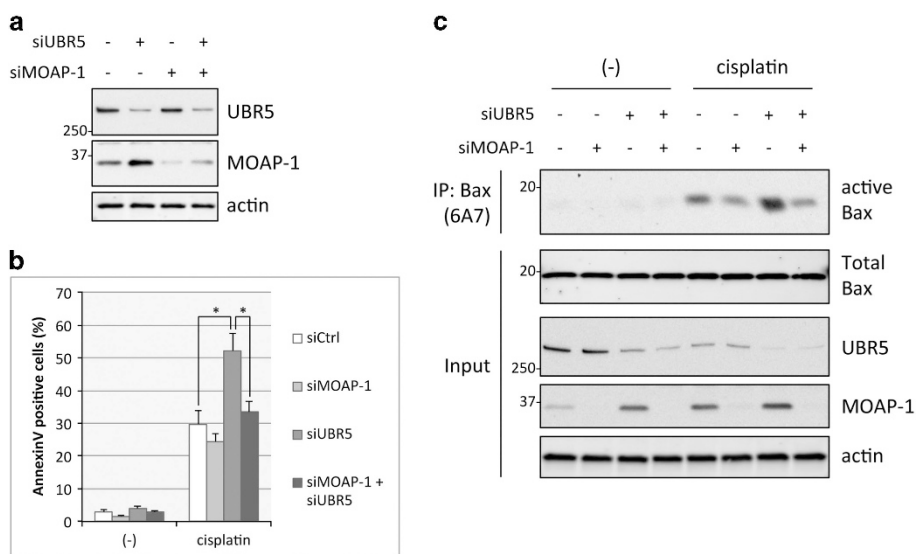 a
siUBR5 - + - +
siMOAP-1 - - + +
250
UBR5
37
MOAP-1
actin
b
AnnexinV positive cells (%)
70
60
50
40
30
20
10
0
* *
(-) cisplatin
siCtrl
siMOAP-1
siUBR5
siMOAP-1 +
siUBR5
c
(-) cisplatin
siUBR5 - - + + - - + +
siMOAP-1 - + - + - + - +
IP: Bax
(6A7)
20
active
Bax
Input
20
Total
Bax
250
UBR5
37
MOAP-1
actin